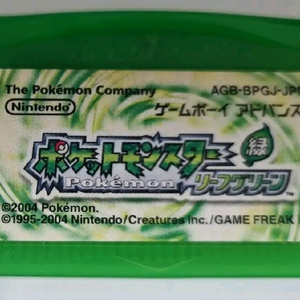 The Pokémon Company AGB-BPGJ-JPN
Nintendo ゲームボーイ アドバンス
ポケットモンスター
Pokémon リーフグリーン
©2004 Pokémon.
©1995-2004 Nintendo/Creatures inc./GAME FREAK